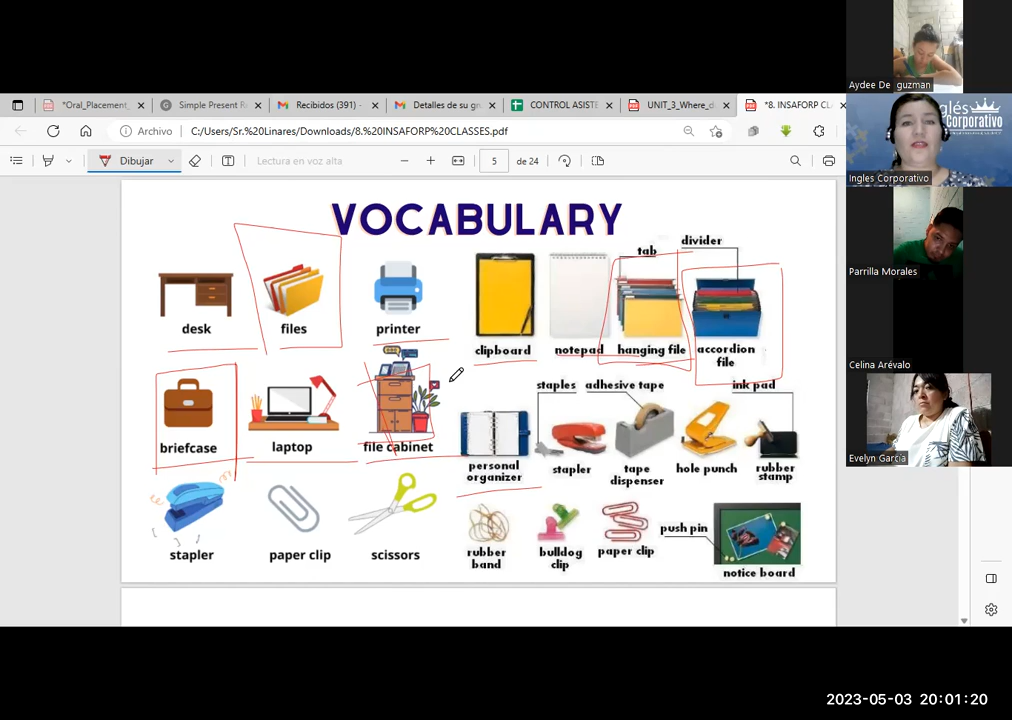 *Oral_Placement_
Simple Present R
Recibidos (391) -
Detalles de su gr
CONTROL ASISTE
UNIT_3_Where_d
*8. INSAFORP CL
Archivo
C:/Users/Sr.%20Linares/Downloads/8.%20INSAFORP%20CLASSES.pdf
Dibujar
Lectura en voz alta
5
de 24
VOCABULARY
tab
divider
desk
files
printer
clipboard
notepad
hanging file
accordion
file
briefcase
laptop
file cabinet
staples
adhesive tape
ink pad
personal
organizer
stapler
tape
dispenser
hole punch
rubber
stamp
stapler
paper clip
scissors
rubber
band
bulldog
clip
paper clip
push pin
notice board
Aydee De guzman
Inglés
Corporativo
Ingles Corporativo
Parrilla Morales
Celina Arévalo
Evelyn García
2023-05-03 20:01:20